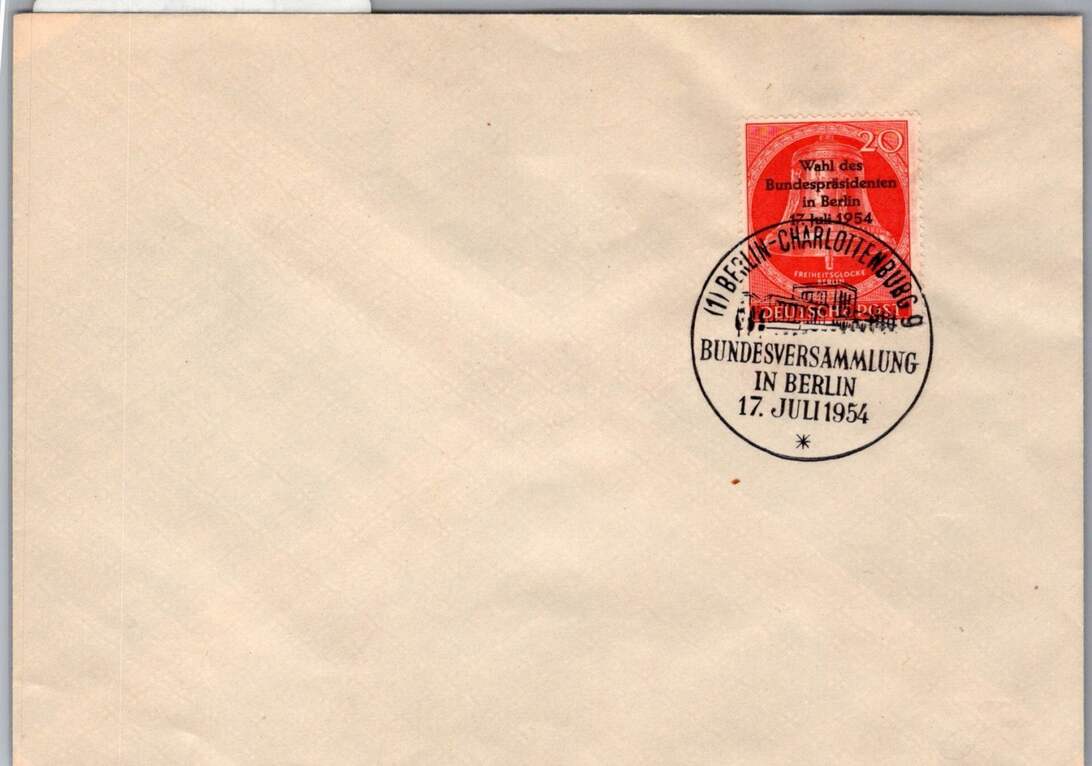 20
Wahl des
Bundespräsidenten
in Berlin
17. Juli 1954
FREIHEITSGLOCKE
BERLIN
DEUTSCHE POST
(1) BERLIN-CHARLOTTENBURG 9
BUNDESVERSAMMLUNG
IN BERLIN
17. JULI 1954